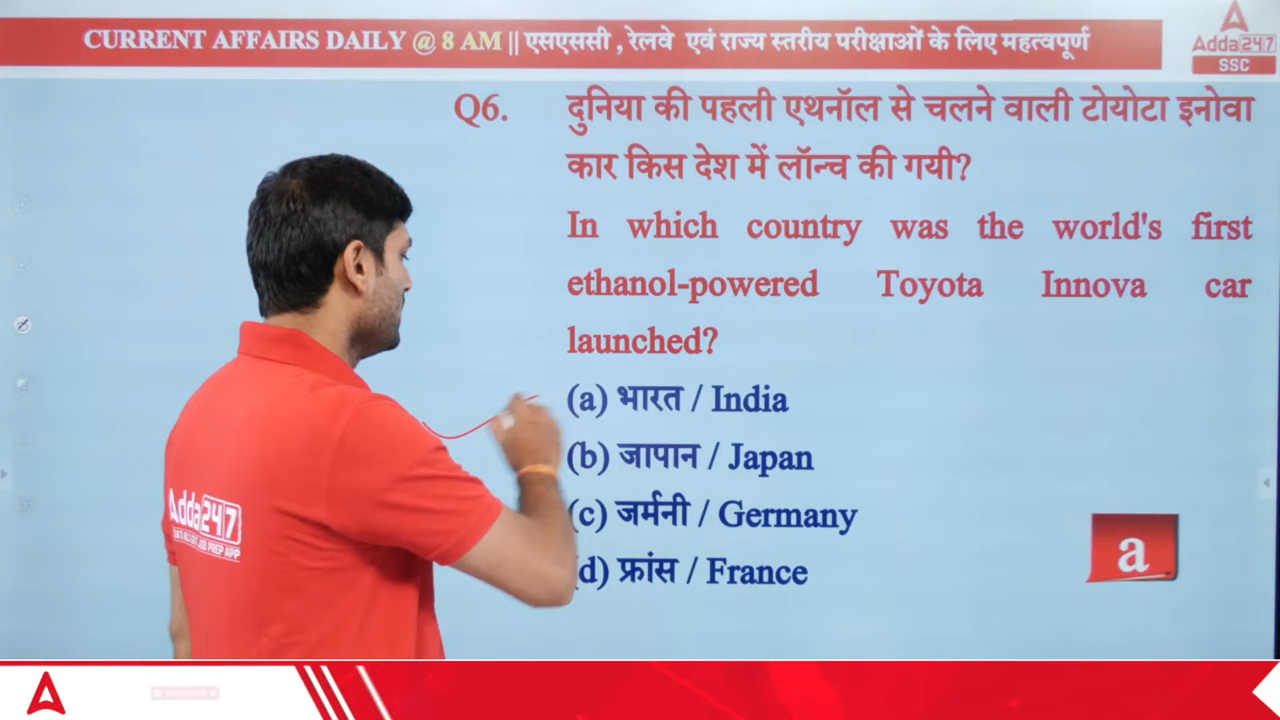 CURRENT AFFAIRS DAILY @ 8 AM || एसएससी , रेलवे एवं राज्य स्तरीय परीक्षाओं के लिए महत्वपूर्ण
Adda247
SSC
Q6. दुनिया की पहली एथनॉल से चलने वाली टोयोटा इनोवा
कार किस देश में लॉन्च की गयी?
In which country was the world's first
ethanol-powered Toyota Innova car
launched?
(a) भारत / India
(b) जापान / Japan
(c) जर्मनी / Germany
(d) फ्रांस / France
a
Adda247